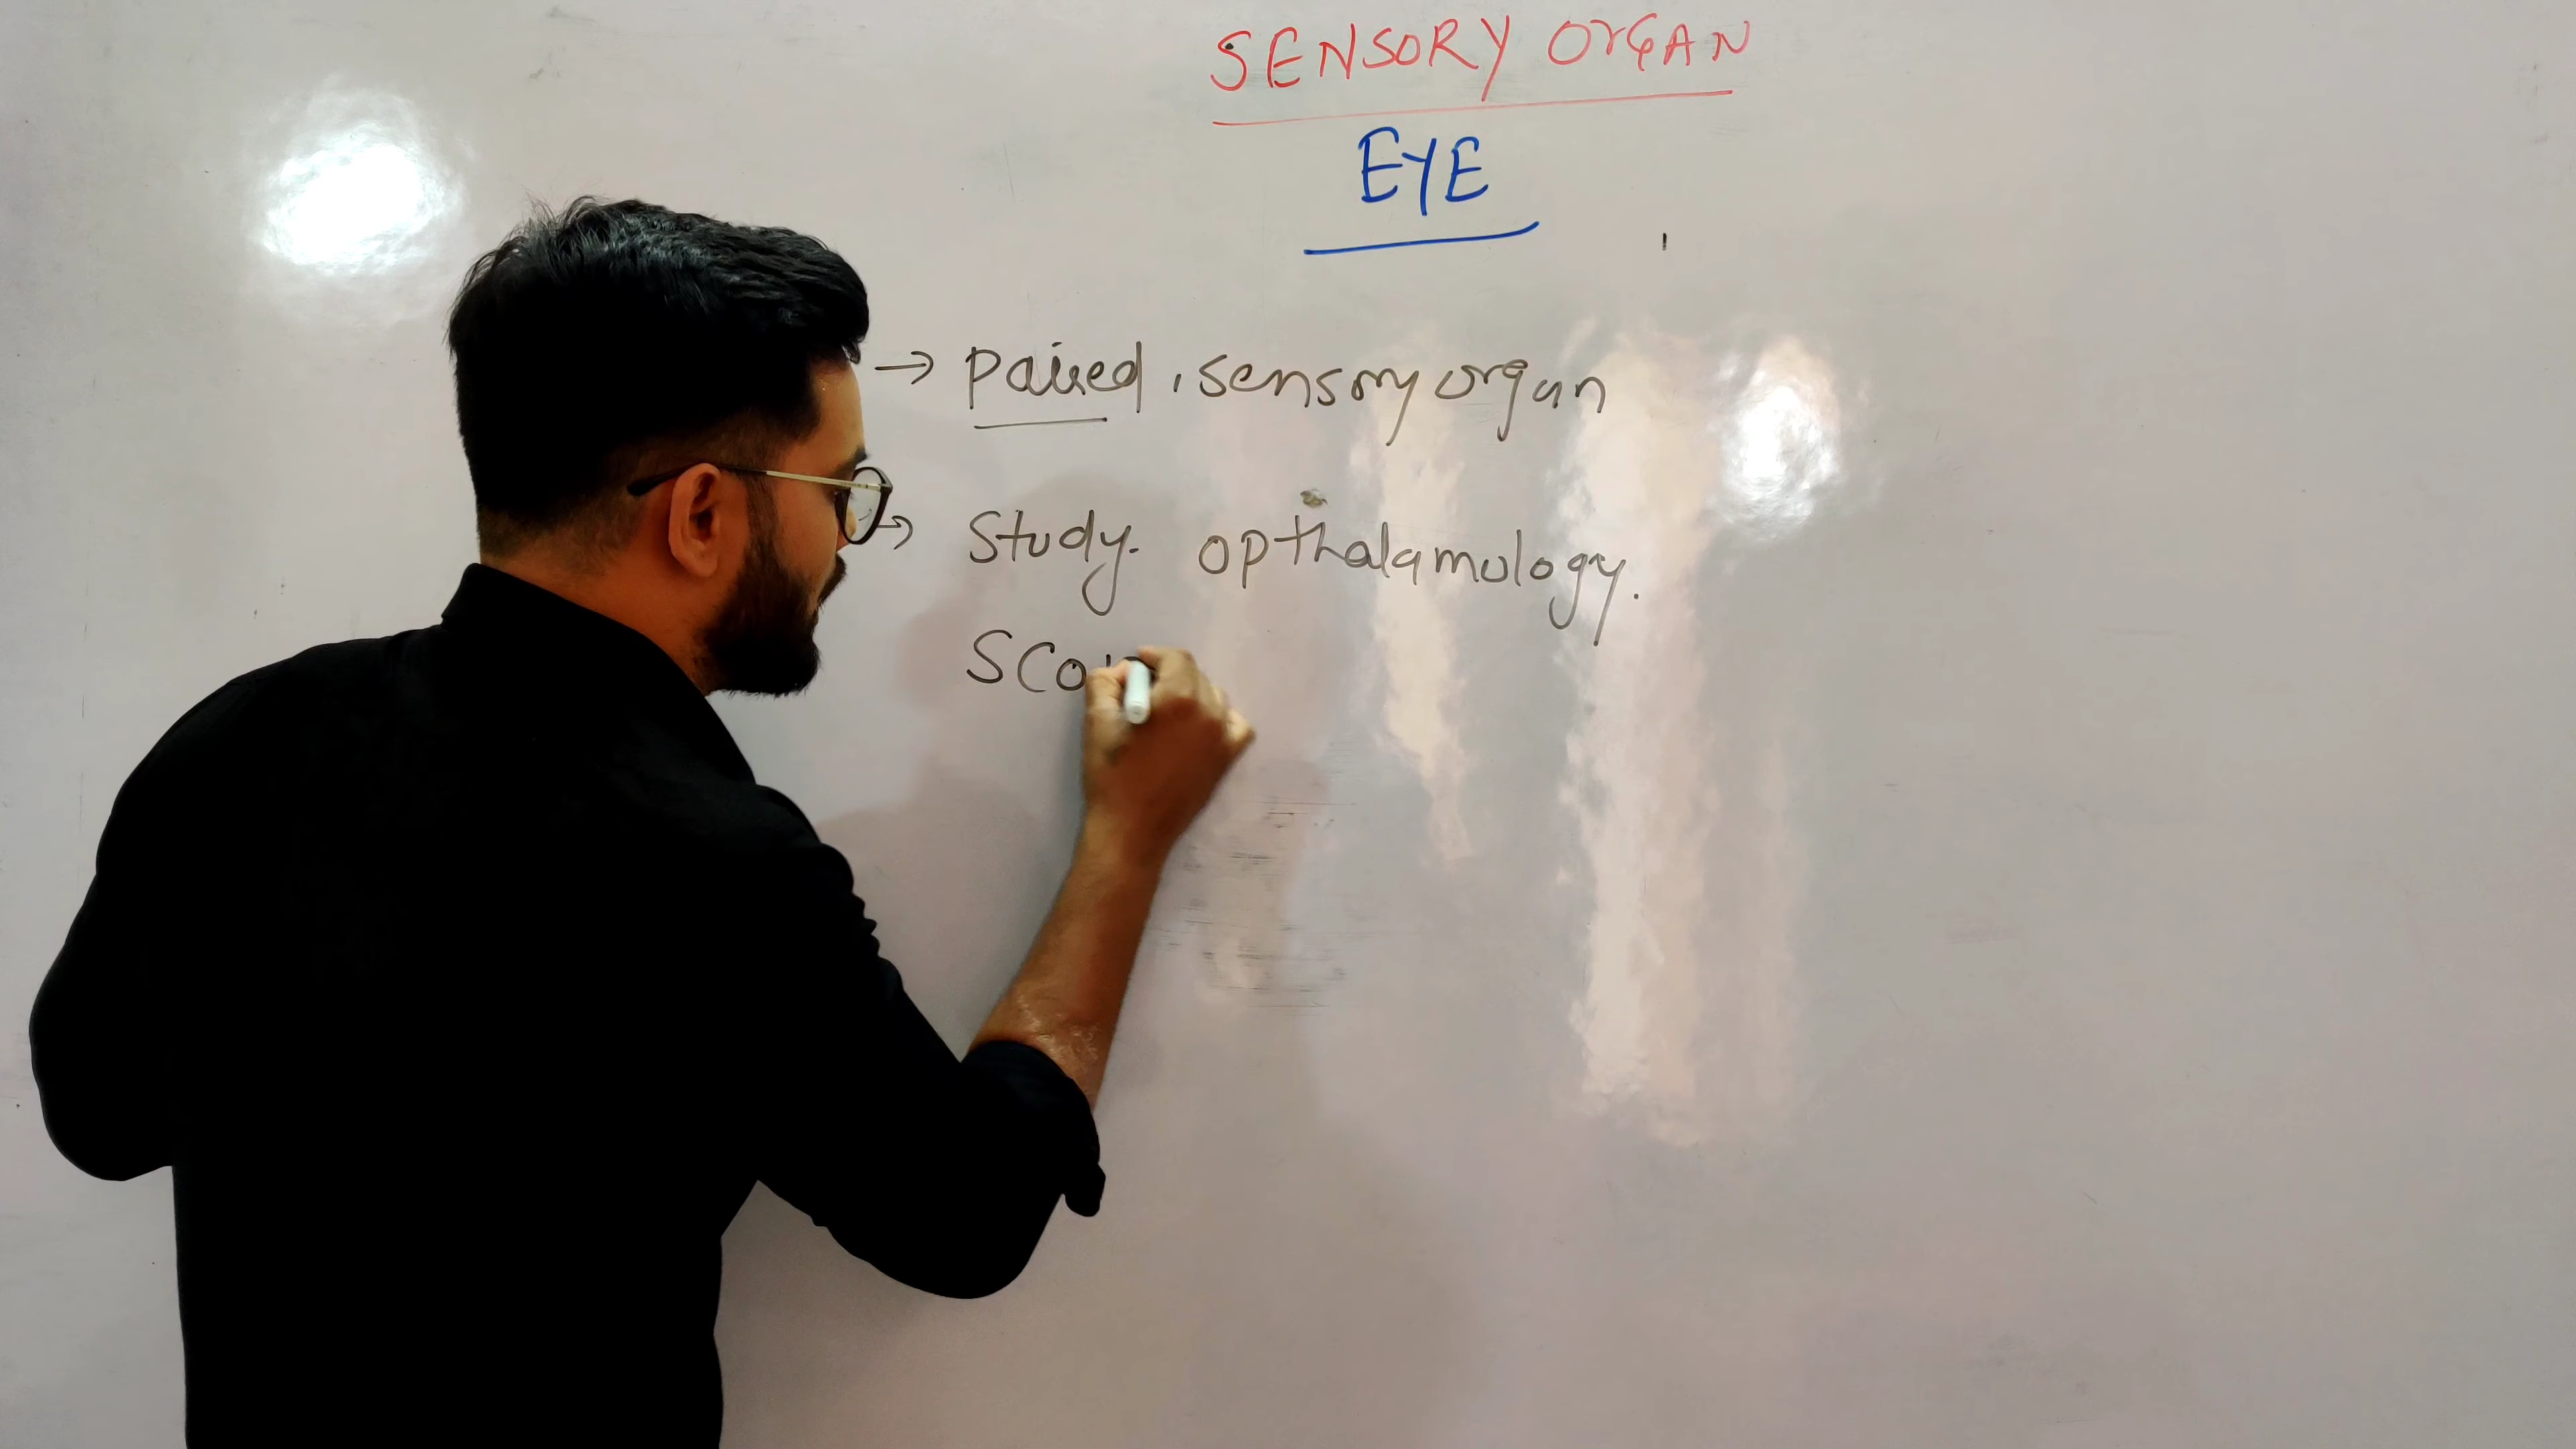 SENSORY ORGAN
EYE
→ paired sensory organ
→ Study. opthalamology.